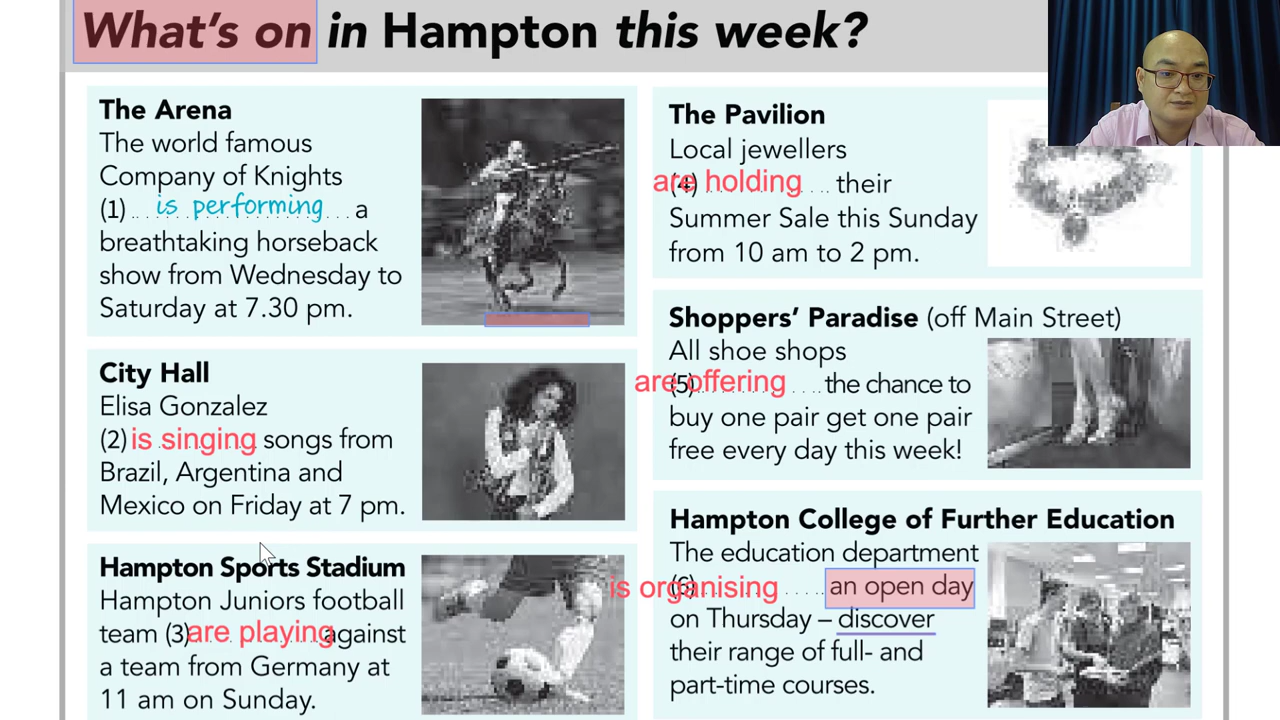 What's on in Hampton this week?
The Arena
The world famous
Company of Knights
(1) is performing a
breathtaking horseback
show from Wednesday to
Saturday at 7.30 pm.
City Hall
Elisa Gonzalez
(2) is singing songs from
Brazil, Argentina and
Mexico on Friday at 7 pm.
Hampton Sports Stadium
Hampton Juniors football
team (3) are playing against
a team from Germany at
11 am on Sunday.
The Pavilion
Local jewellers
(4) are holding their
Summer Sale this Sunday
from 10 am to 2 pm.
Shoppers' Paradise (off Main Street)
All shoe shops
(5) are offering the chance to
buy one pair get one pair
free every day this week!
Hampton College of Further Education
The education department
(6) is organising an open day
on Thursday – discover
their range of full- and
part-time courses.